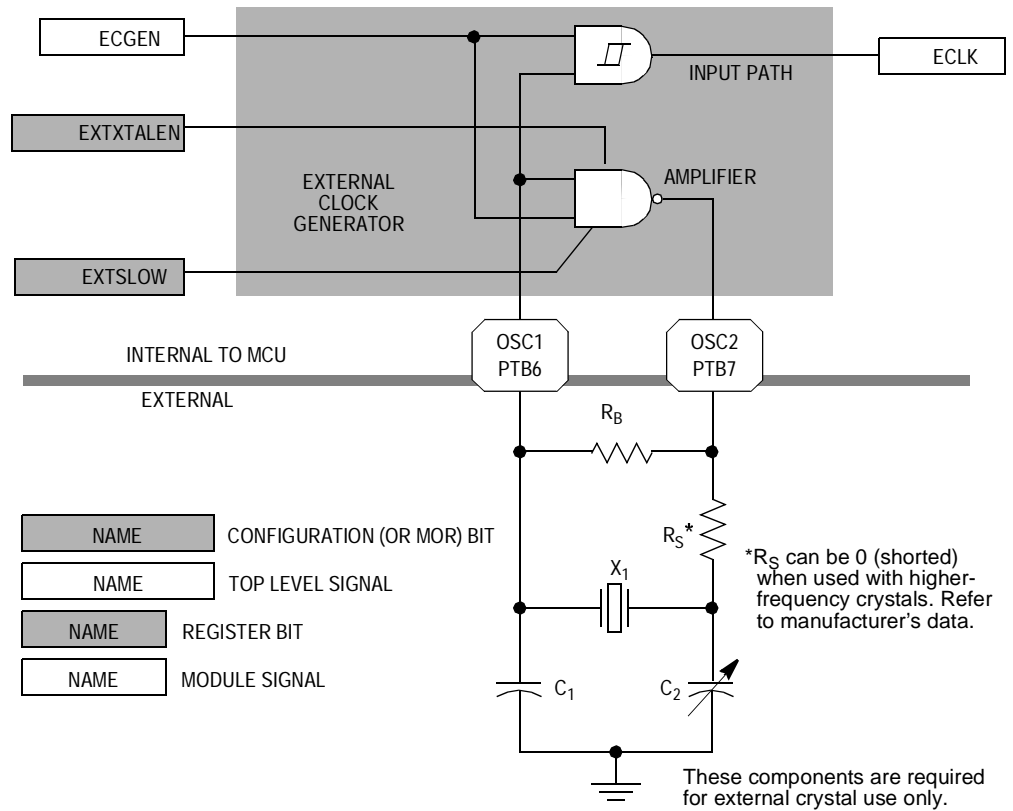 ECGEN
INPUT PATH
ECLK
EXTXTALEN
AMPLIFIER
EXTERNAL
CLOCK
GENERATOR
EXTSLOW
OSC1
PTB6
OSC2
PTB7
INTERNAL TO MCU
EXTERNAL
RB
NAME
CONFIGURATION (OR MOR) BIT
NAME
TOP LEVEL SIGNAL
NAME
REGISTER BIT
NAME
MODULE SIGNAL
RS*
X1
*RS can be 0 (shorted)
when used with higher-
frequency crystals. Refer
to manufacturer's data.
C1
C2
These components are required
for external crystal use only.